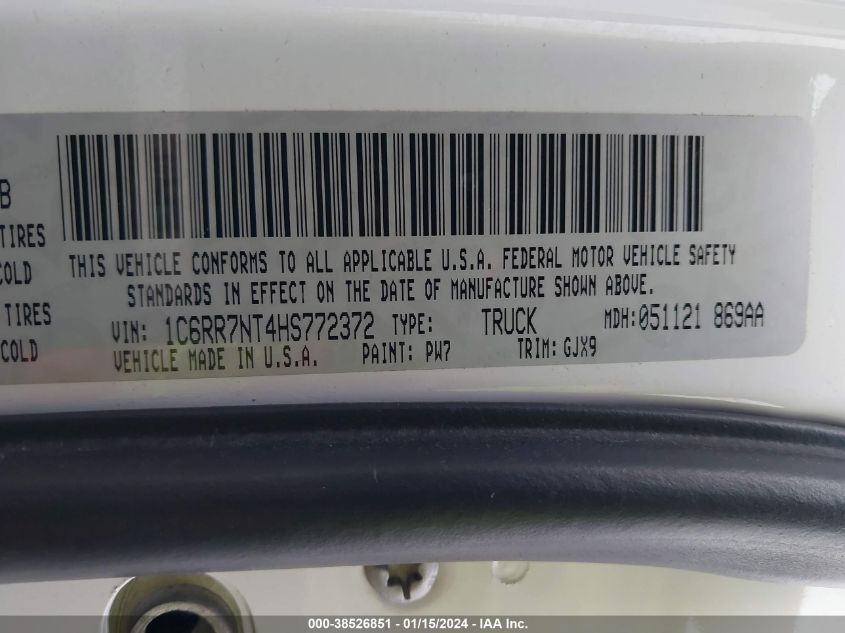 B
TIRES
COLD
TIRES
COLD
THIS VEHICLE CONFORMS TO ALL APPLICABLE U.S.A. FEDERAL MOTOR VEHICLE SAFETY
STANDARDS IN EFFECT ON THE DATE OF MANUFACTURE SHOWN ABOVE.
VIN: 1C6RR7NT4HS772372 TYPE: TRUCK MDH:051121 869AA
VEHICLE MADE IN U.S.A. PAINT: PW7 TRIM: GJX9
000-38526851 - 01/15/2024 - IAA Inc.